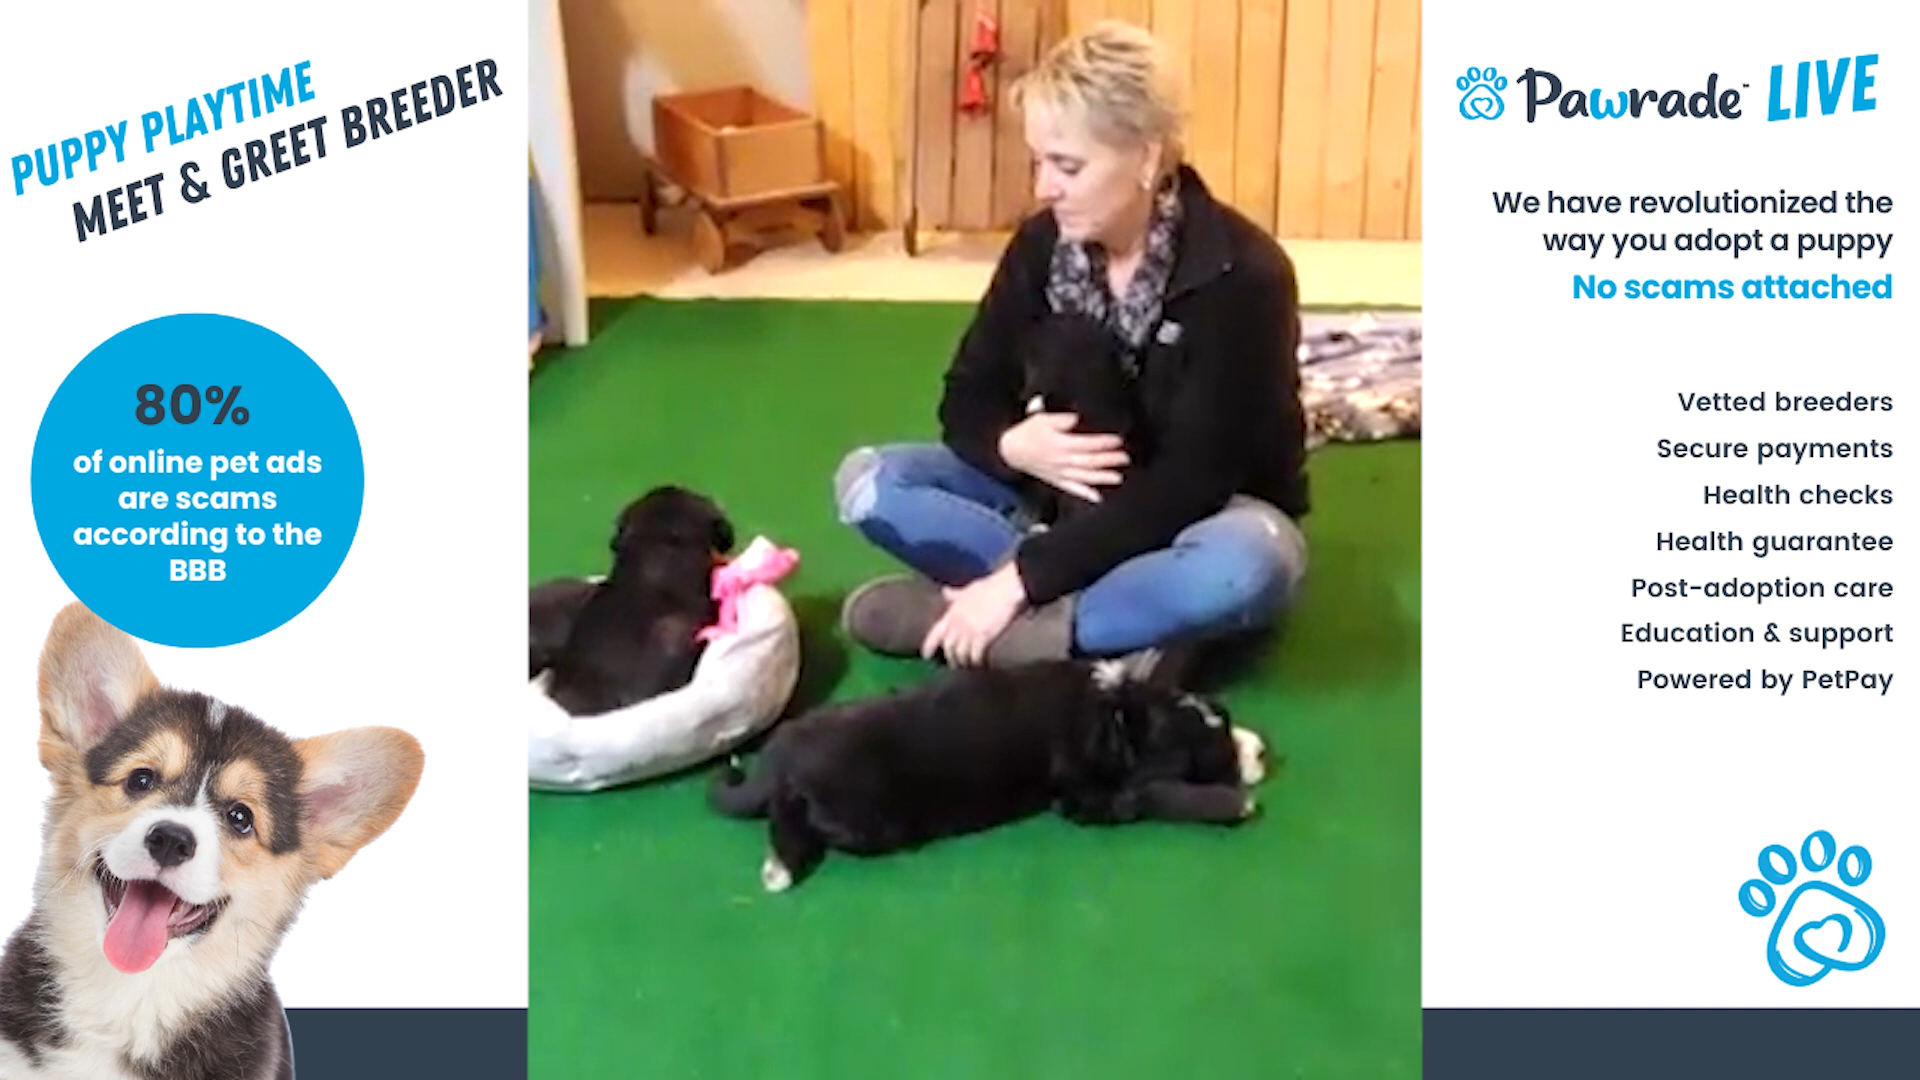 PUPPY PLAYTIME
MEET & GREET BREEDER
80%
of online pet ads
are scams
according to the
BBB
Pawrade™ LIVE
We have revolutionized the
way you adopt a puppy
No scams attached
Vetted breeders
Secure payments
Health checks
Health guarantee
Post-adoption care
Education & support
Powered by PetPay